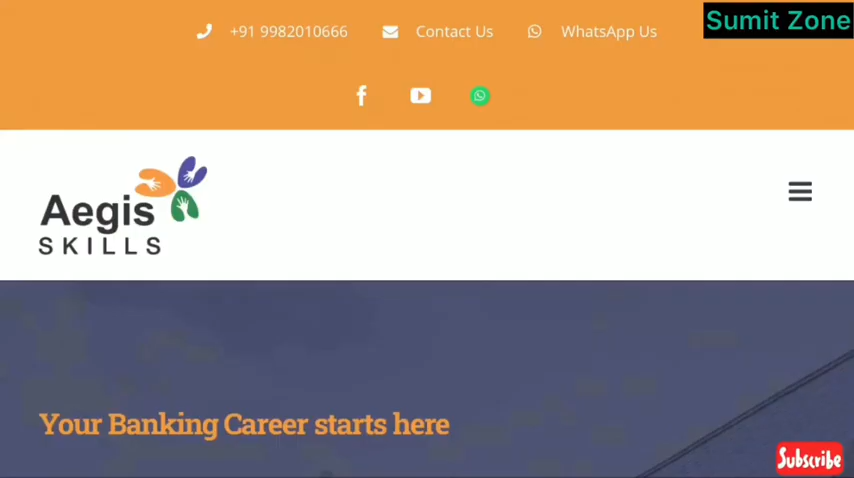 +91 9982010666 Contact Us WhatsApp Us
Sumit Zone
Aegis
SKILLS
Your Banking Career starts here
Subscribe